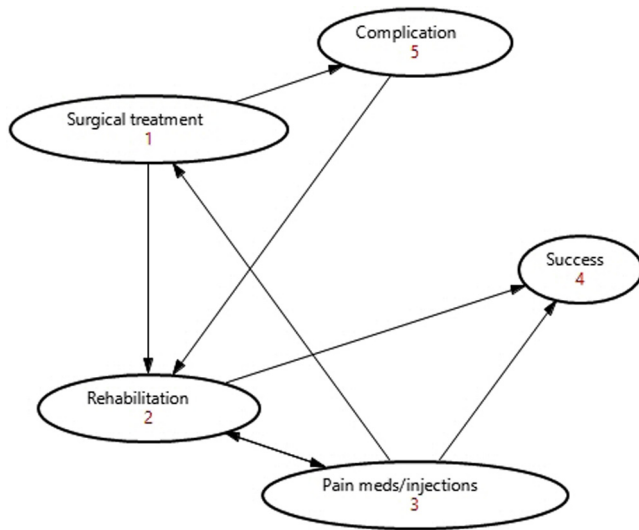 Complication
5
Surgical treatment
1
Success
4
Rehabilitation
2
Pain meds/injections
3